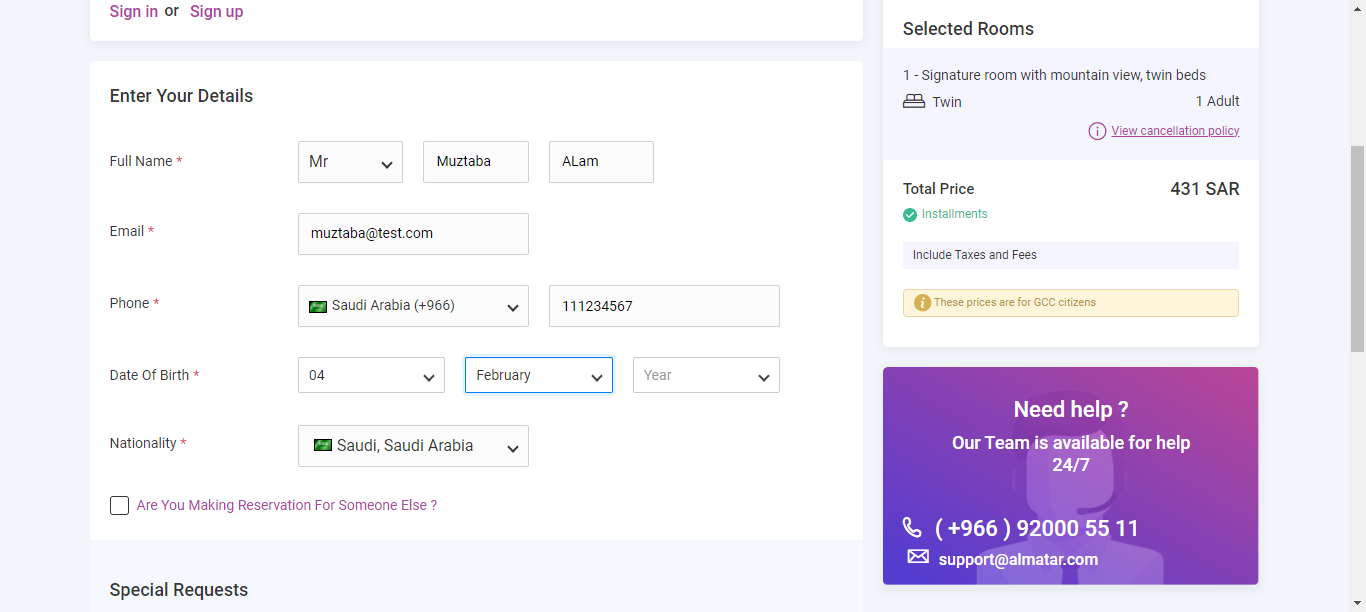 Sign in or Sign up
Enter Your Details
Full Name *
Mr
Muztaba
ALam
Email *
muztaba@test.com
Phone *
Saudi Arabia (+966)
111234567
Date Of Birth *
04
February
Year
Nationality *
Saudi, Saudi Arabia
Are You Making Reservation For Someone Else ?
Special Requests
Selected Rooms
1 - Signature room with mountain view, twin beds
Twin
1 Adult
View cancellation policy
Total Price
431 SAR
Installments
Include Taxes and Fees
These prices are for GCC citizens
Need help ?
Our Team is available for help
24/7
( +966 ) 92000 55 11
support@almatar.com